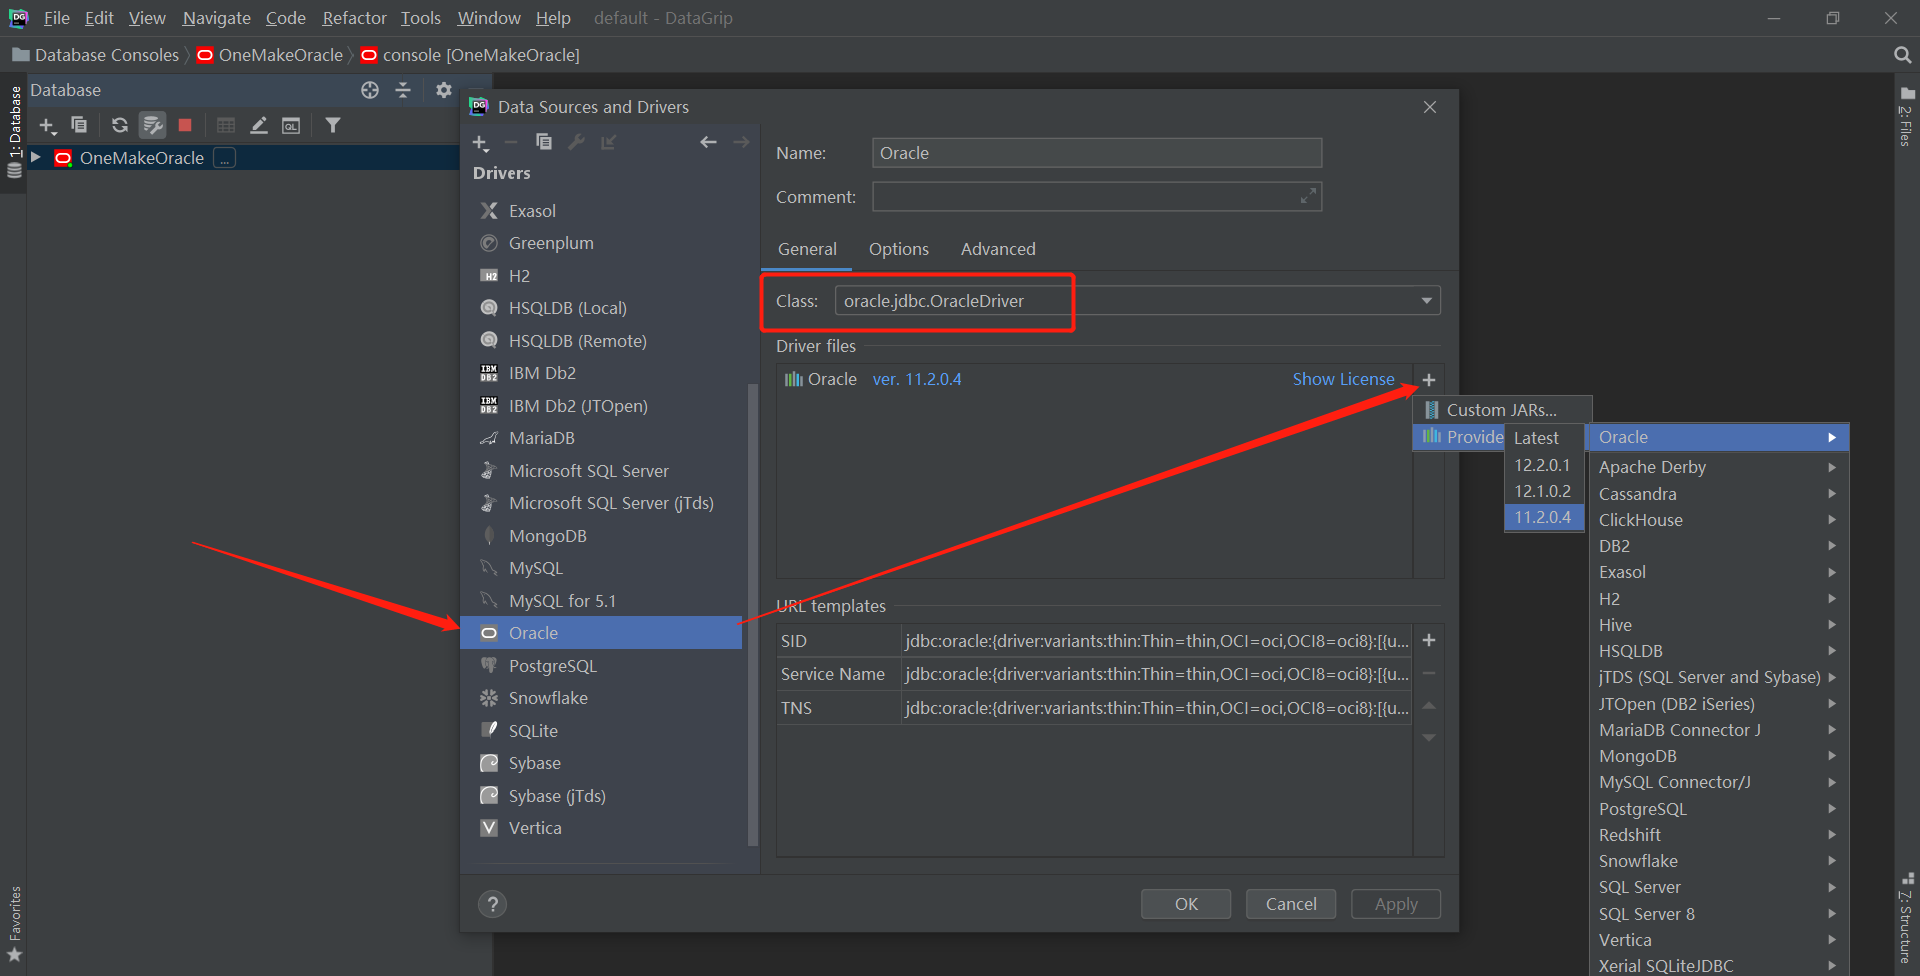 File Edit View Navigate Code Refactor Tools Window Help default - DataGrip
Database Consoles OneMakeOracle console [OneMakeOracle]
Database
1: Database
OneMakeOracle ...
Favorites
2: Files
7: Structure
Data Sources and Drivers
Drivers
Exasol
Greenplum
H2
HSQLDB (Local)
HSQLDB (Remote)
IBM Db2
IBM Db2 (JTOpen)
MariaDB
Microsoft SQL Server
Microsoft SQL Server (jTds)
MongoDB
MySQL
MySQL for 5.1
Oracle
PostgreSQL
Snowflake
SQLite
Sybase
Sybase (jTds)
Vertica
Name: Oracle
Comment:
General Options Advanced
Class: oracle.jdbc.OracleDriver
Driver files
Oracle ver. 11.2.0.4 Show License
URL templates
SID jdbc:oracle:{driver:variants:thin:Thin=thin,OCI=oci,OCI8=oci8}:[{u...
Service Name jdbc:oracle:{driver:variants:thin:Thin=thin,OCI=oci,OCI8=oci8}:[{u...
TNS jdbc:oracle:{driver:variants:thin:Thin=thin,OCI=oci,OCI8=oci8}:[{u...
? OK Cancel Apply
Custom JARs...
Provide
Latest
12.2.0.1
12.1.0.2
11.2.0.4
Oracle
Apache Derby
Cassandra
ClickHouse
DB2
Exasol
H2
Hive
HSQLDB
jTDS (SQL Server and Sybase)
JTOpen (DB2 iSeries)
MariaDB Connector J
MongoDB
MySQL Connector/J
PostgreSQL
Redshift
Snowflake
SQL Server
SQL Server 8
Vertica
Xerial SQLiteJDBC